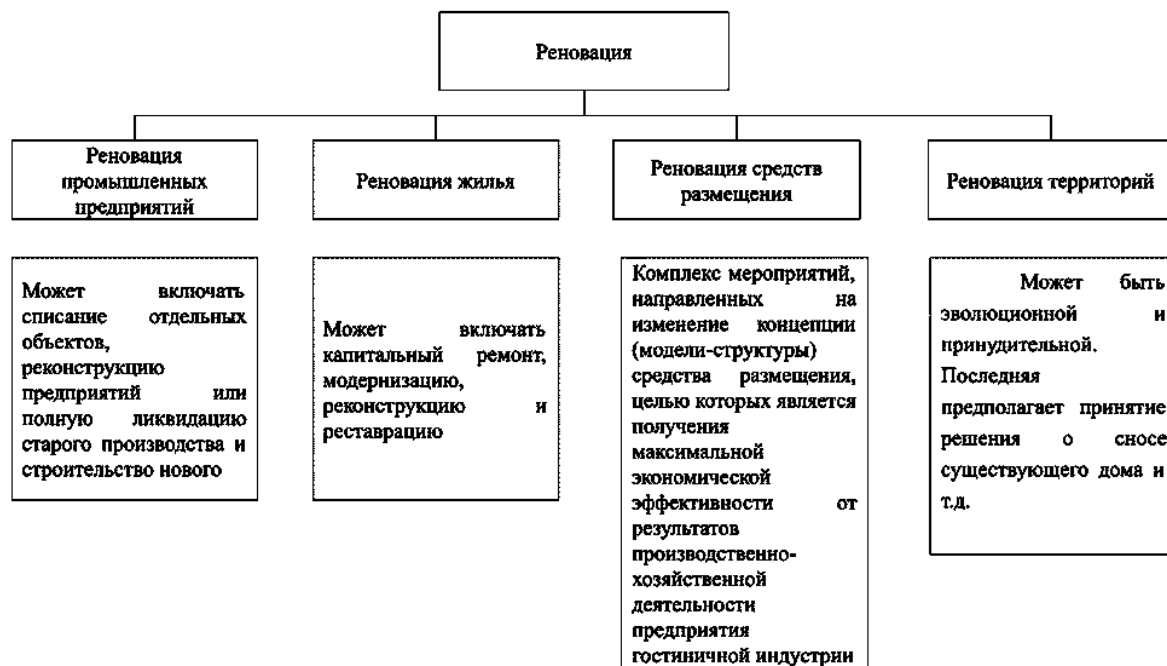 Реновация
Реновация
промышленных
предприятий
Реновация жилья
Реновация средств
размещения
Реновация территорий
Может включать
списание отдельных
объектов,
реконструкцию
предприятий или
полную ликвидацию
старого производства и
строительство нового
Может включать
капитальный ремонт,
модернизацию,
реконструкцию и
реставрацию
Комплекс мероприятий,
направленных на
изменение концепции
(модели-структуры)
средства размещения,
целью которых является
получения
максимальной
экономической
эффективности от
результатов
производственно-
хозяйственной
деятельности
предприятия
гостиничной индустрии
Может быть
эволюционной и
принудительной.
Последняя
предполагает принятие
решения о сносе
существующего дома и
т.д.